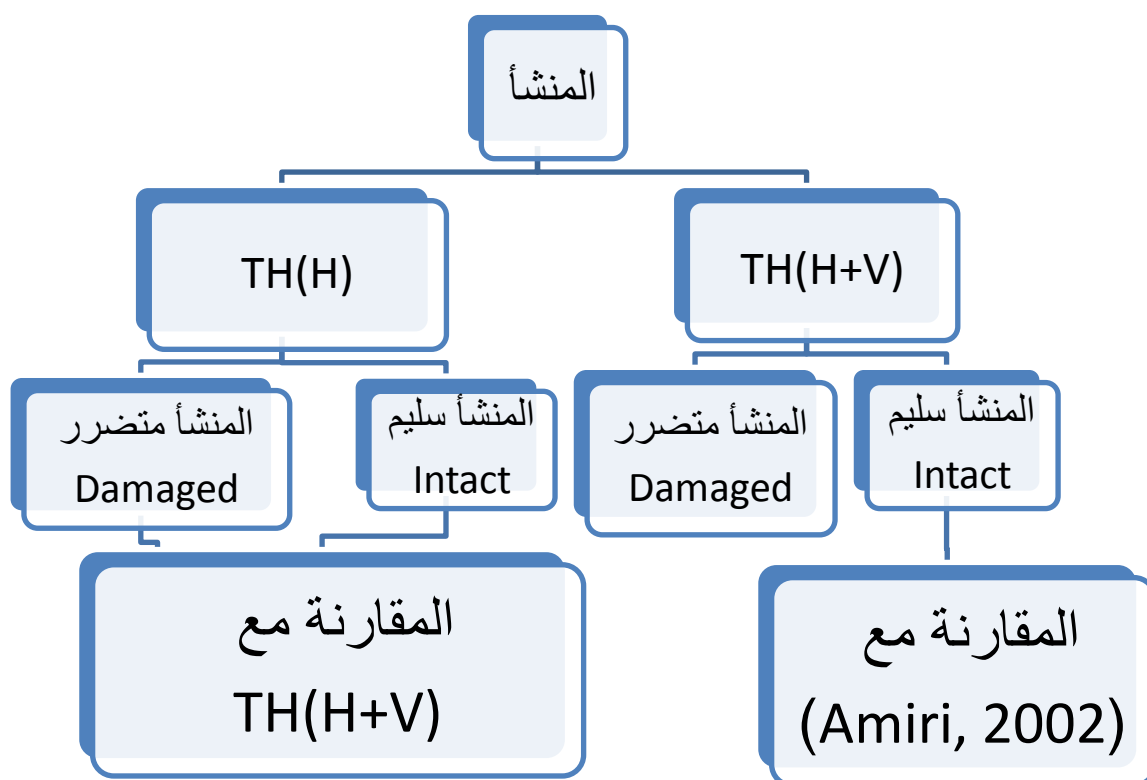 المنشأ
TH(H)
TH(H+V)
المنشأ متضرر
Damaged
المنشأ سليم
Intact
المنشأ متضرر
Damaged
المنشأ سليم
Intact
المقارنة مع
TH(H+V)
المقارنة مع
(Amiri, 2002)